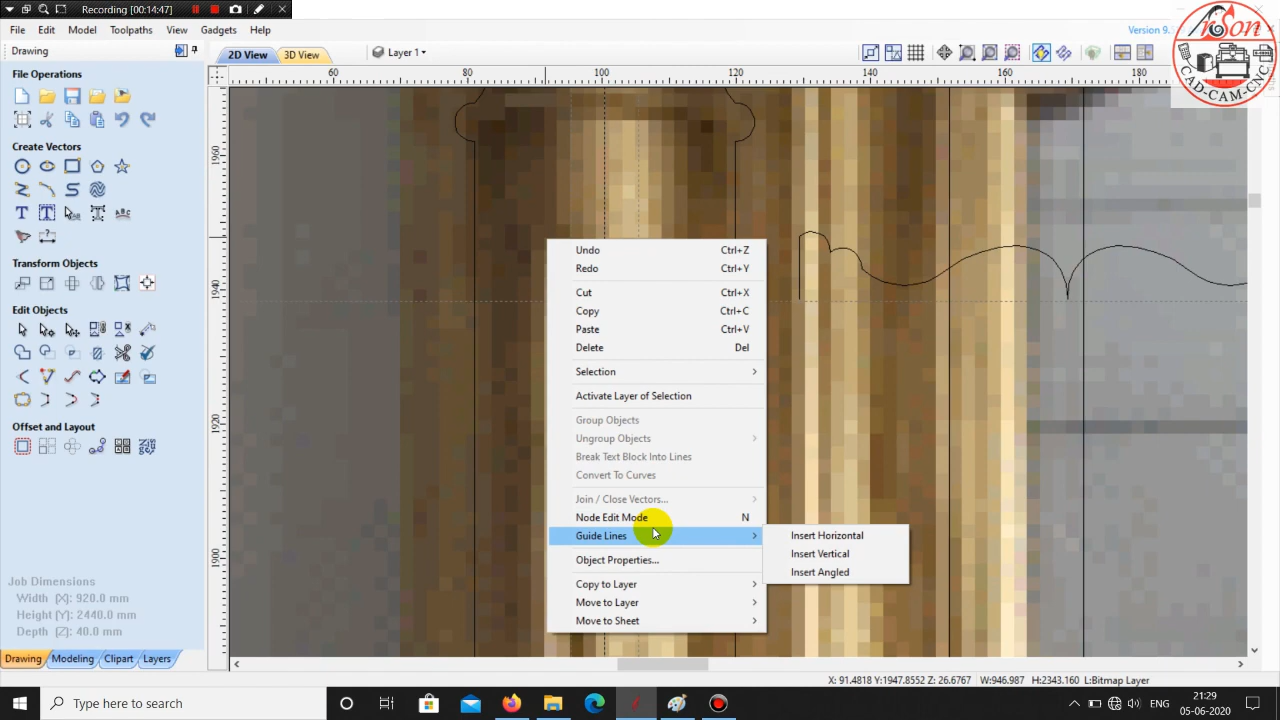 Recording [00:14:47]
File Edit Model Toolpaths View Gadgets Help
Version 9.
rSon
CAD-CAM-CNC
Drawing
2D View 3D View Layer 1
60 80 100 120 140 160 180
File Operations
Create Vectors
Transform Objects
Edit Objects
Offset and Layout
1960
1940
1920
1900
Undo Ctrl+Z
Redo Ctrl+Y
Cut Ctrl+X
Copy Ctrl+C
Paste Ctrl+V
Delete Del
Selection
Activate Layer of Selection
Group Objects
Ungroup Objects
Break Text Block Into Lines
Convert To Curves
Join / Close Vectors...
Node Edit Mode N
Guide Lines
Object Properties...
Copy to Layer
Move to Layer
Move to Sheet
Insert Horizontal
Insert Vertical
Insert Angled
Job Dimensions
Width (X): 920.0 mm
Height (Y): 2440.0 mm
Depth (Z): 40.0 mm
Drawing Modeling Clipart Layers
X: 91.4818 Y:1947.8552 Z: 26.6767 W:946.987 H:2343.160 L:Bitmap Layer
Type here to search
ENG
21:29
05-06-2020